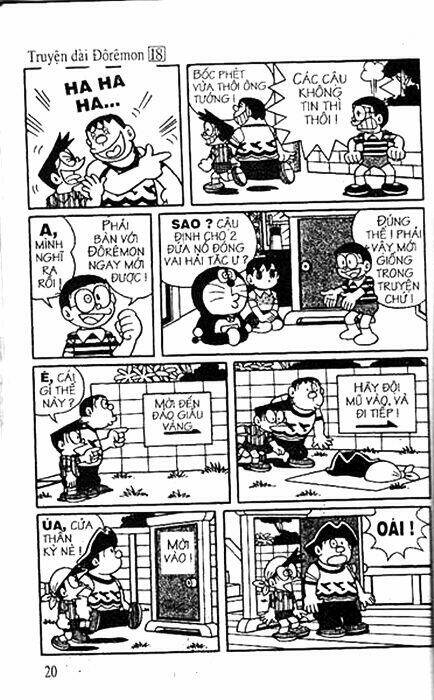 Truyện dài Đôrêmon 18
HA HA
HA...
BỐC PHÉT
VỪA THÔI ÔNG
TƯỚNG!
CÁC CẬU
KHÔNG
TIN THÌ
THÔI!
A,
MÌNH
NGHĨ
RA
RỒI!
PHẢI
BÀN VỚI
ĐÔRÊMON
NGAY MỚI
ĐƯỢC!
SAO? CẬU
ĐỊNH CHO 2
ĐỨA NÓ ĐÓNG
VAI HẢI TẶC Ư?
ĐÚNG
THẾ! PHẢI
VẬY MỚI
GIỐNG
TRONG
TRUYỆN
CHỨ!
Ê, CÁI
GÌ THẾ
NÀY?
MỜI ĐẾN
ĐẢO GIẤU
VÀNG
HÃY ĐỘI
MŨ VÀO, VÀ
ĐI TIẾP!
ÚA, CỬA
THẦN
KỲ NÈ!
MỜI
VÀO!
OÁI!
20